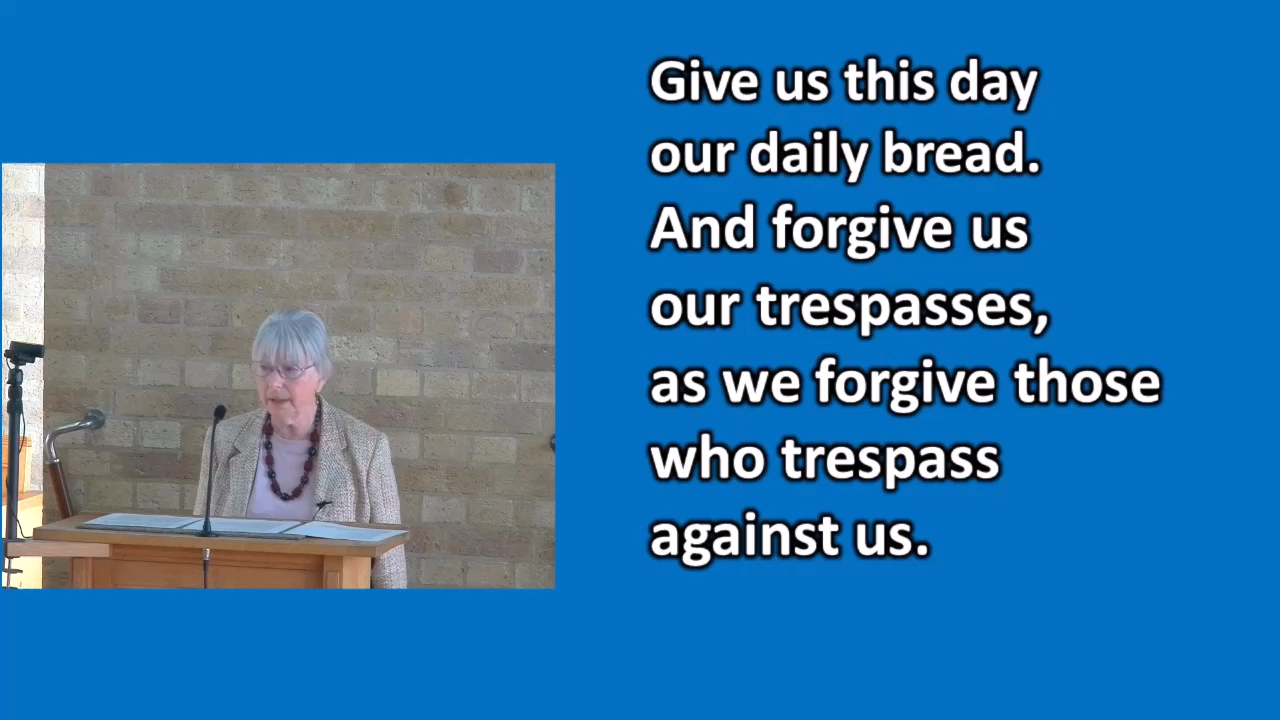 Give us this day
our daily bread.
And forgive us
our trespasses,
as we forgive those
who trespass
against us.